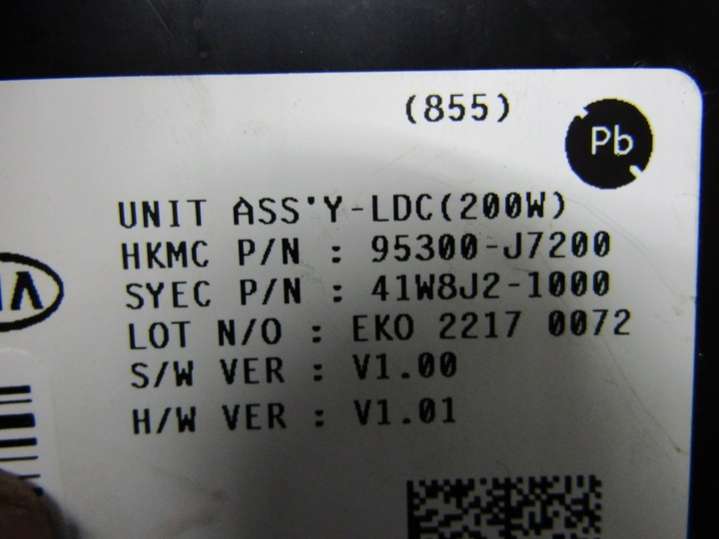 (855)
Pb
UNIT ASS'Y-LDC(200W)
HKMC P/N : 95300-J7200
SYEC P/N : 41W8J2-1000
LOT N/O : EKO 2217 0072
S/W VER : V1.00
H/W VER : V1.01